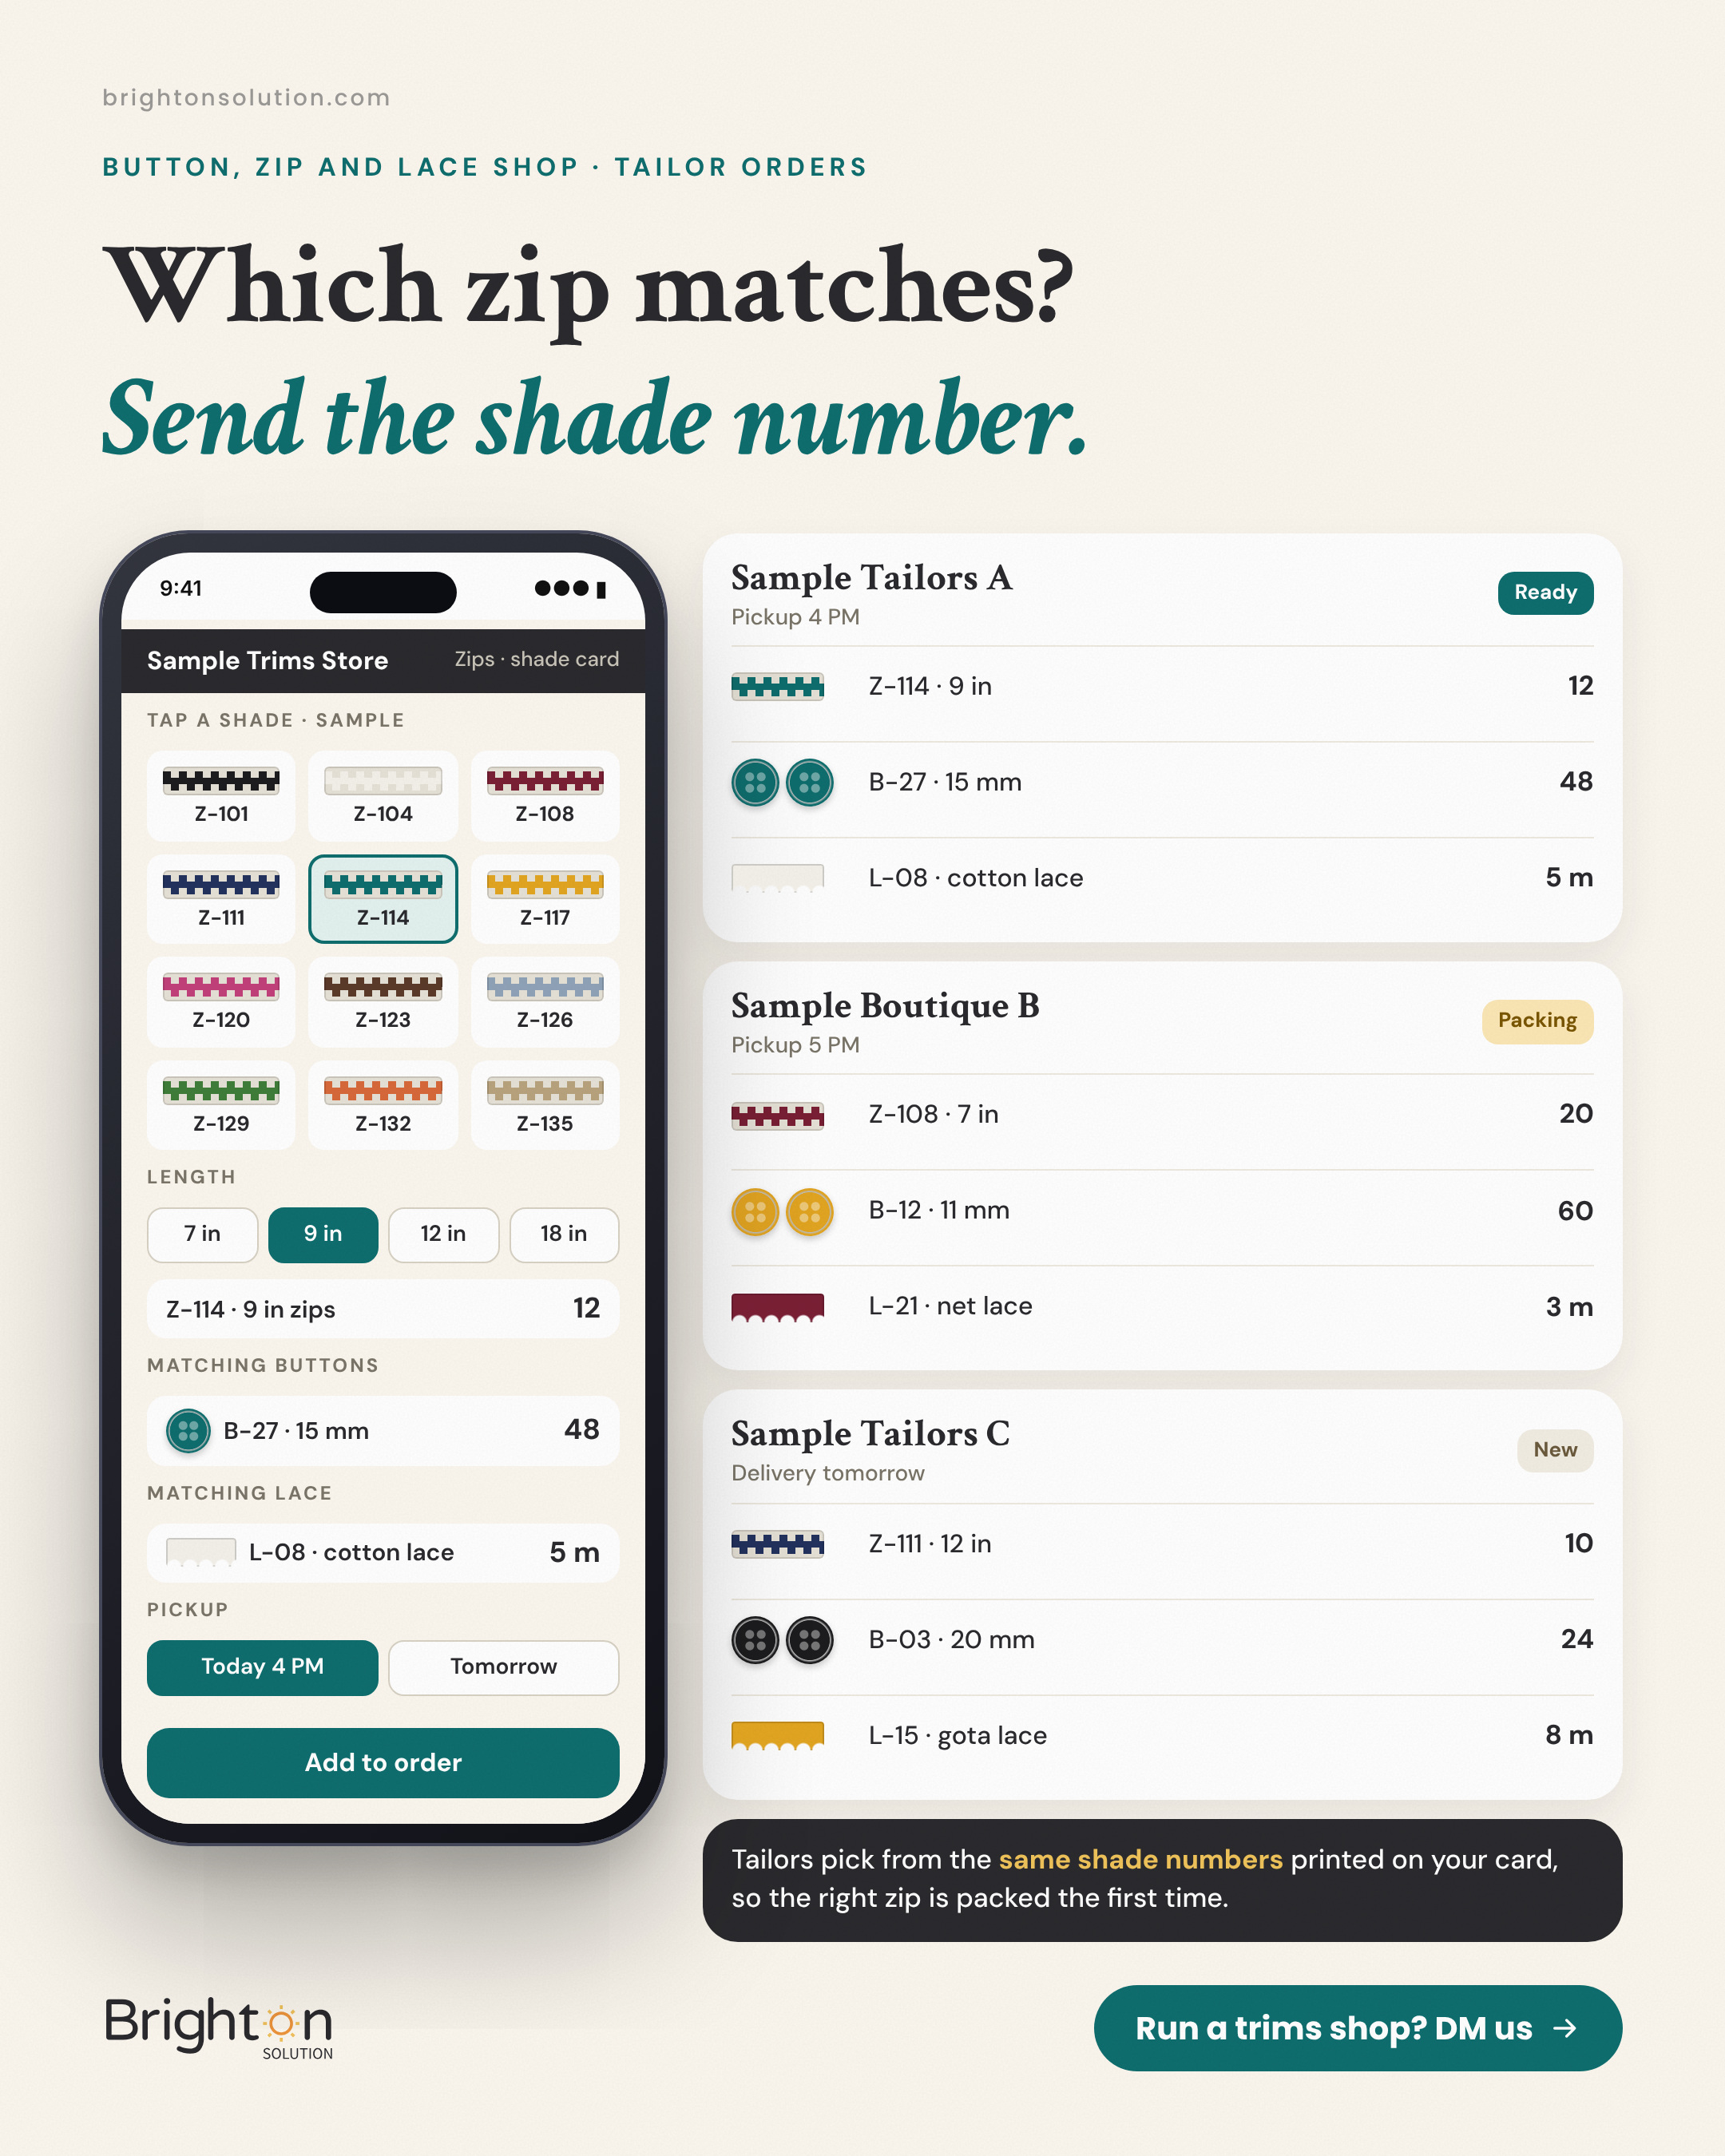 brightonsolution.com
BUTTON, ZIP AND LACE SHOP · TAILOR ORDERS
Which zip matches?
Send the shade number.
9:41
Sample Trims Store
Zips · shade card
TAP A SHADE · SAMPLE
Z-101
Z-104
Z-108
Z-111
Z-114
Z-117
Z-120
Z-123
Z-126
Z-129
Z-132
Z-135
LENGTH
7 in
9 in
12 in
18 in
Z-114 · 9 in zips
12
MATCHING BUTTONS
B-27 · 15 mm
48
MATCHING LACE
L-08 · cotton lace
5 m
PICKUP
Today 4 PM
Tomorrow
Add to order
Sample Tailors A
Pickup 4 PM
Ready
Z-114 · 9 in
12
B-27 · 15 mm
48
L-08 · cotton lace
5 m
Sample Boutique B
Pickup 5 PM
Packing
Z-108 · 7 in
20
B-12 · 11 mm
60
L-21 · net lace
3 m
Sample Tailors C
Delivery tomorrow
New
Z-111 · 12 in
10
B-03 · 20 mm
24
L-15 · gota lace
8 m
Tailors pick from the same shade numbers printed on your card,
so the right zip is packed the first time.
Brighton
SOLUTION
Run a trims shop? DM us →